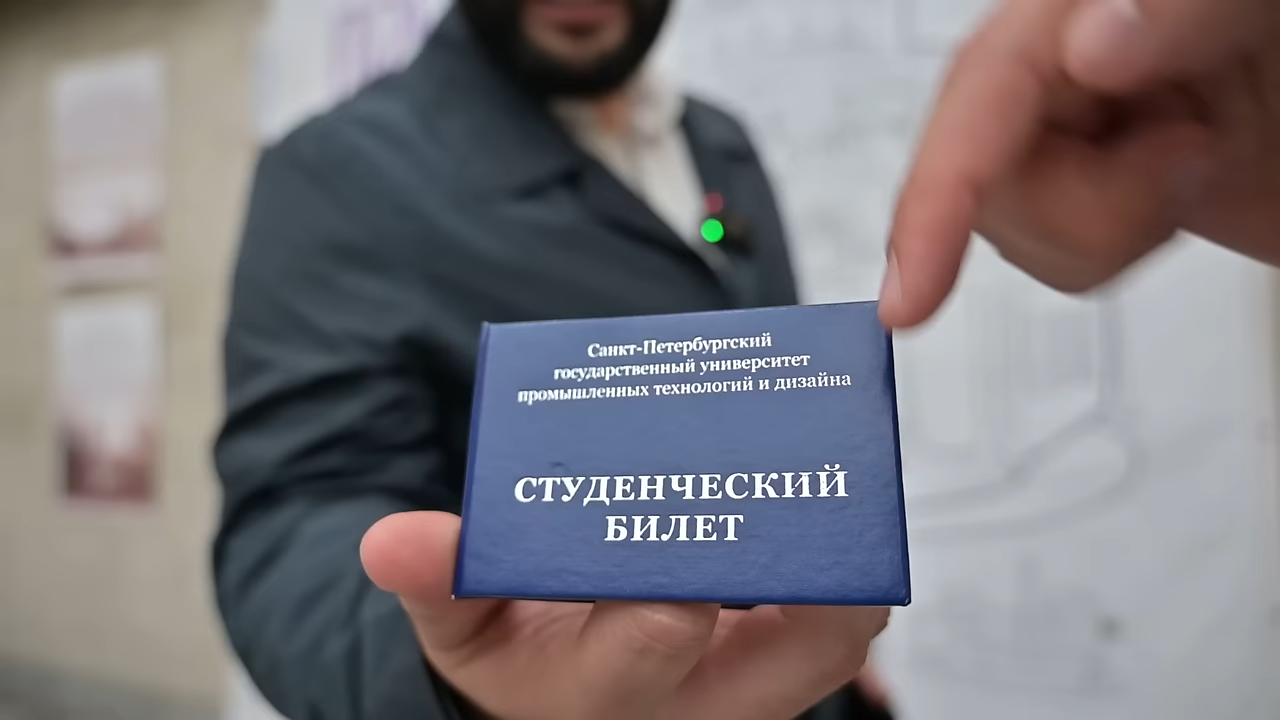 Санкт-Петербургский
государственный университет
промышленных технологий и дизайна
СТУДЕНЧЕСКИЙ
БИЛЕТ